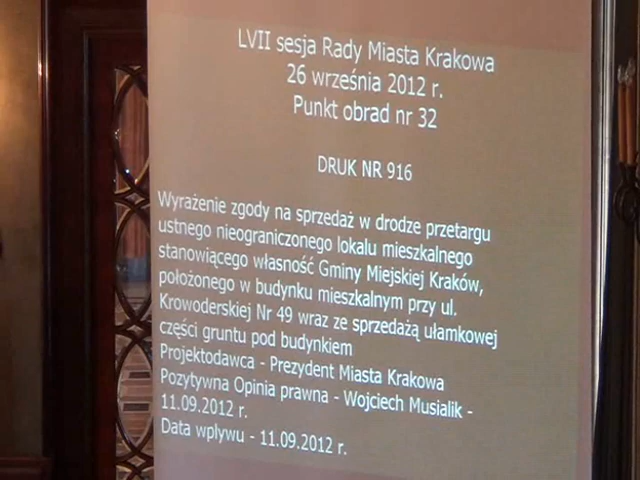 LVII sesja Rady Miasta Krakowa
26 września 2012 r.
Punkt obrad nr 32
DRUK NR 916
Wyrażenie zgody na sprzedaż w drodze przetargu
ustnego nieograniczonego lokalu mieszkalnego
stanowiącego własność Gminy Miejskiej Kraków,
położonego w budynku mieszkalnym przy ul.
Krowoderskiej Nr 49 wraz ze sprzedażą ułamkowej
części gruntu pod budynkiem
Projektodawca - Prezydent Miasta Krakowa
Pozytywna Opinia prawna - Wojciech Musialik -
11.09.2012 r.
Data wpływu - 11.09.2012 r.